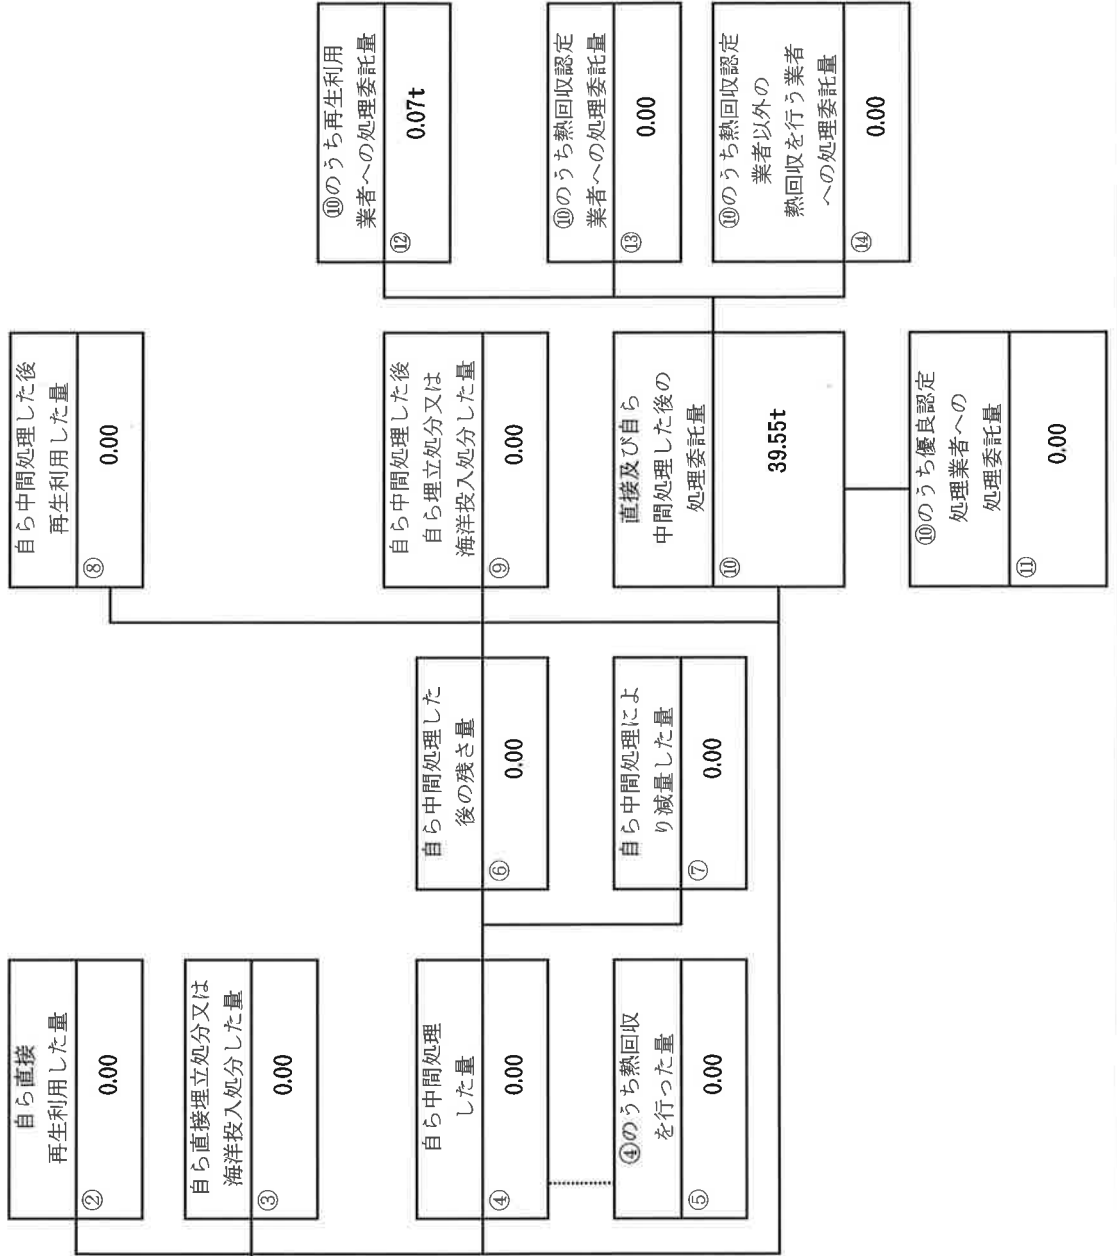 自ら直接
再生利用した量
②
0.00
自ら直接埋立処分又は
海洋投入処分した量
③
0.00
自ら中間処理
した量
④
0.00
④のうち熱回収
を行った量
⑤
0.00
自ら中間処理した
後の残さ量
⑥
0.00
自ら中間処理によ
り減量した量
⑦
0.00
自ら中間処理した後
再生利用した量
⑧
0.00
自ら中間処理した後
自ら埋立処分又は
海洋投入処分した量
⑨
0.00
直接及び自ら
中間処理した後の
処理委託量
⑩
39.55t
⑩のうち優良認定
処理業者への
処理委託量
⑪
0.00
⑩のうち再生利用
業者への処理委託量
⑫
0.07t
⑩のうち熱回収認定
業者への処理委託量
⑬
0.00
⑩のうち熱回収認定
業者以外の
熱回収を行う業者
への処理委託量
⑭
0.00